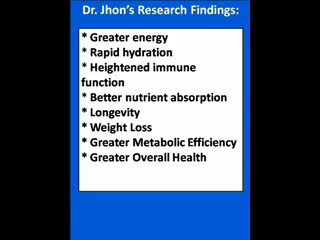 Dr. Jhon's Research Findings:
* Greater energy
* Rapid hydration
* Heightened immune
function
* Better nutrient absorption
* Longevity
* Weight Loss
* Greater Metabolic Efficiency
* Greater Overall Health